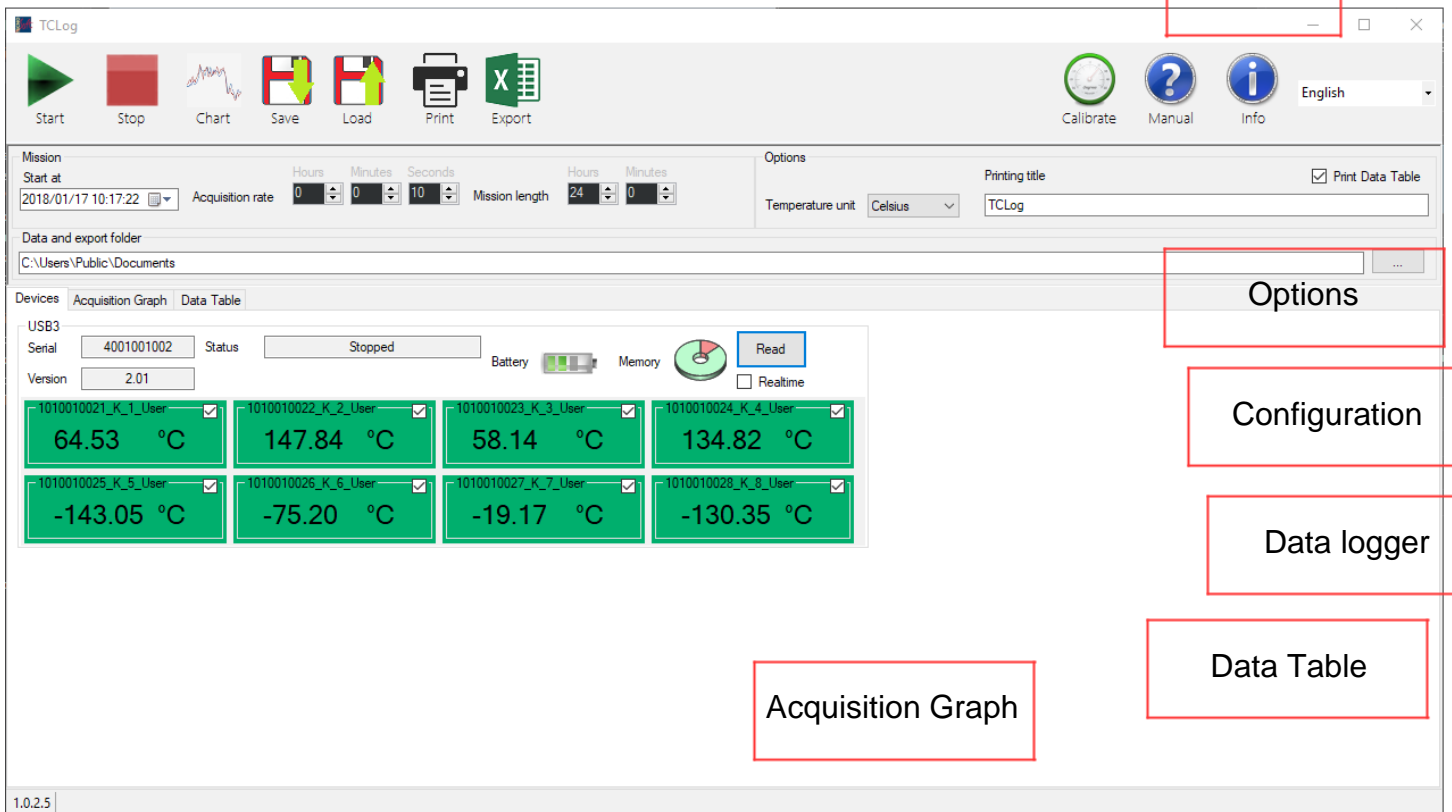 TCLog
Start Stop Chart Save Load Print Export Calibrate Manual Info English
Mission
Start at Hours Minutes Seconds Hours Minutes
2018/01/17 10:17:22 Acquisition rate 0 0 10 Mission length 24 0
Options
Printing title Print Data Table
Temperature unit Celsius TCLog
Data and export folder
C:\Users\Public\Documents ...
Devices Acquisition Graph Data Table
Options
USB3
Serial 4001001002 Status Stopped Battery Memory Read
Version 2.01 Realtime
1010010021_K_1_User 1010010022_K_2_User 1010010023_K_3_User 1010010024_K_4_User
64.53 °C 147.84 °C 58.14 °C 134.82 °C
Configuration
1010010025_K_5_User 1010010026_K_6_User 1010010027_K_7_User 1010010028_K_8_User
-143.05 °C -75.20 °C -19.17 °C -130.35 °C
Data logger
Data Table
Acquisition Graph
1.0.2.5